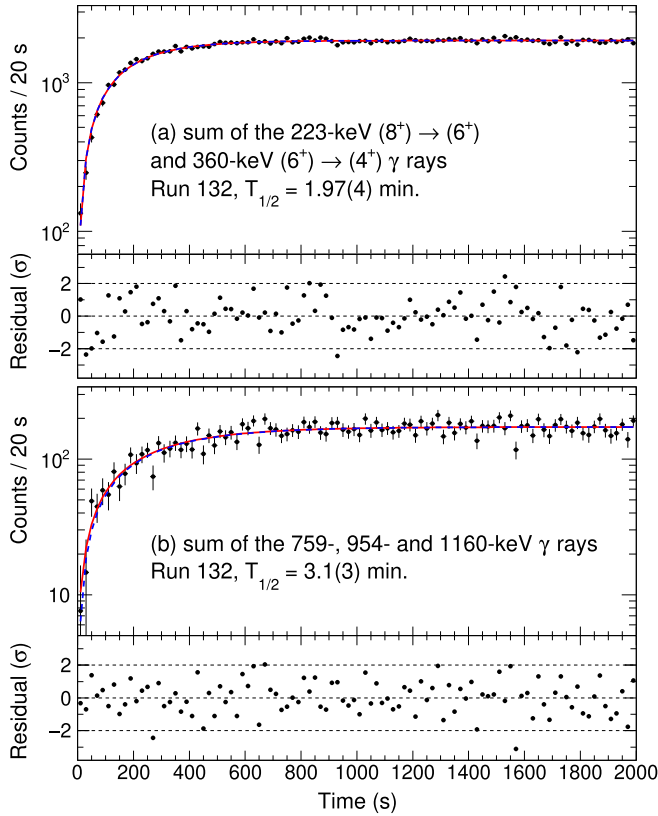 Counts / 20 s
10³
10²
(a) sum of the 223-keV (8⁺) → (6⁺)
and 360-keV (6⁺) → (4⁺) γ rays
Run 132, T₁/₂ = 1.97(4) min.
Residual (σ)
2
0
−2
Counts / 20 s
10²
10
(b) sum of the 759-, 954- and 1160-keV γ rays
Run 132, T₁/₂ = 3.1(3) min.
Residual (σ)
2
0
−2
0 200 400 600 800 1000 1200 1400 1600 1800 2000
Time (s)